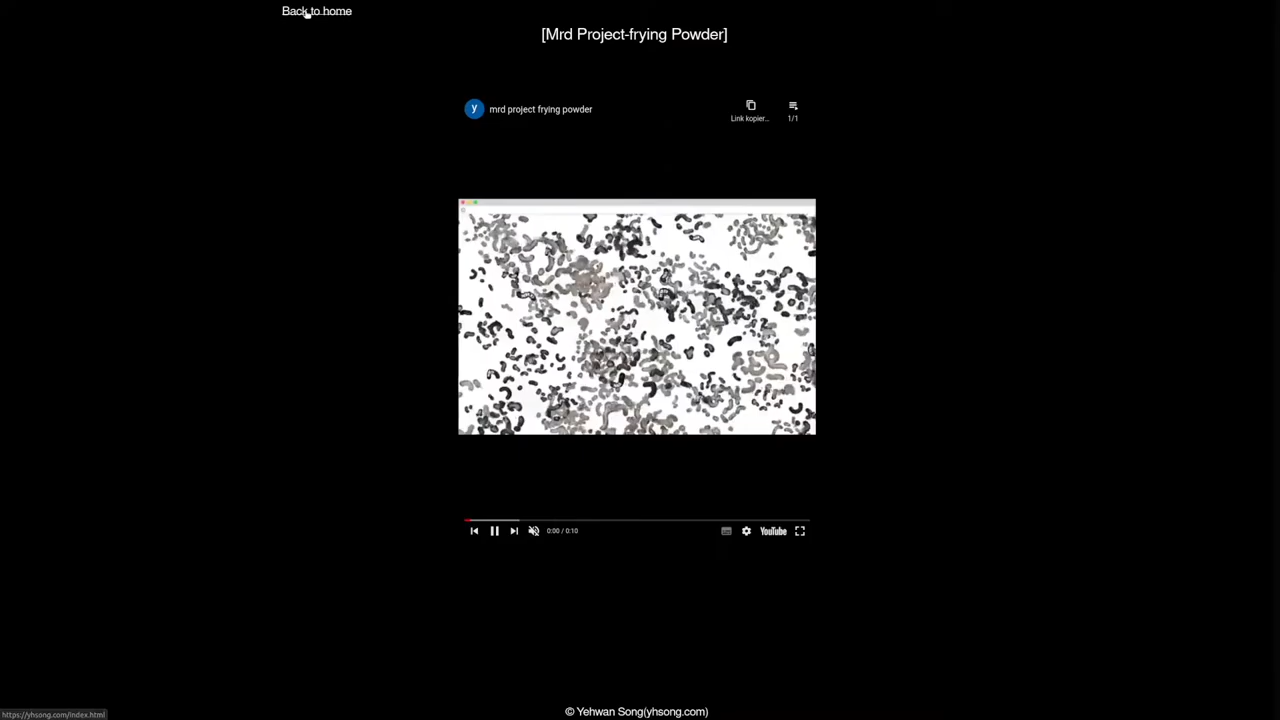 Back to home
[Mrd Project-frying Powder]
y
mrd project frying powder
Link kopier...
1/1
0:00 / 0:10
YouTube
© Yehwan Song(yhsong.com)
https://yhsong.com/index.html